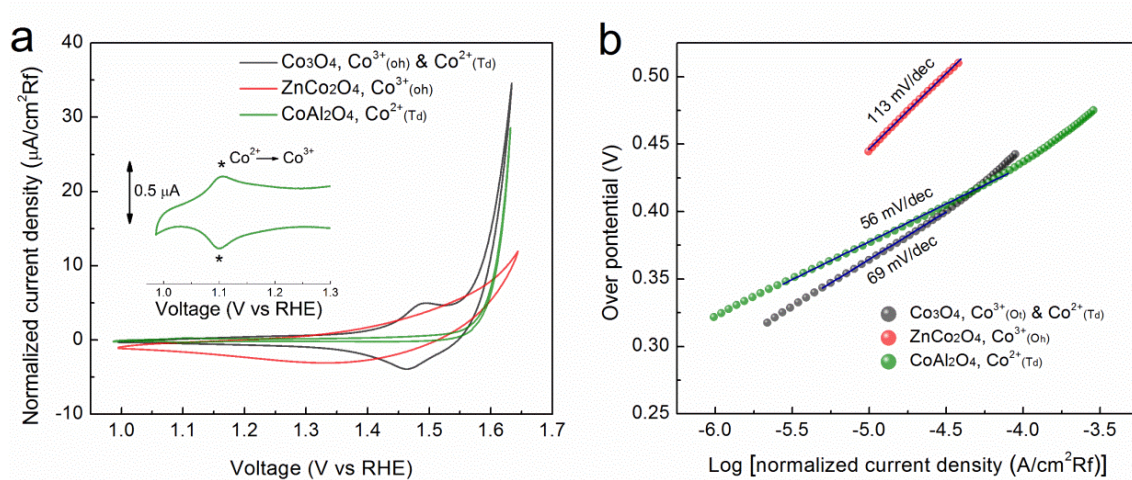 a
Normalized current density (μA/cm²Rf)
40
30
20
10
0
-10
Co₃O₄, Co³⁺(oh) & Co²⁺(Td)
ZnCo₂O₄, Co³⁺(oh)
CoAl₂O₄, Co²⁺(Td)
* Co²⁺ → Co³⁺
0.5 μA
*
1.0 1.1 1.2 1.3
Voltage (V vs RHE)
1.0 1.1 1.2 1.3 1.4 1.5 1.6 1.7
Voltage (V vs RHE)
b
Over potential (V)
0.50
0.45
0.40
0.35
0.30
0.25
113 mV/dec
56 mV/dec
69 mV/dec
Co₃O₄, Co³⁺(Ot) & Co²⁺(Td)
ZnCo₂O₄, Co³⁺(Oh)
CoAl₂O₄, Co²⁺(Td)
-6.0 -5.5 -5.0 -4.5 -4.0 -3.5
Log [normalized current density (A/cm²Rf)]